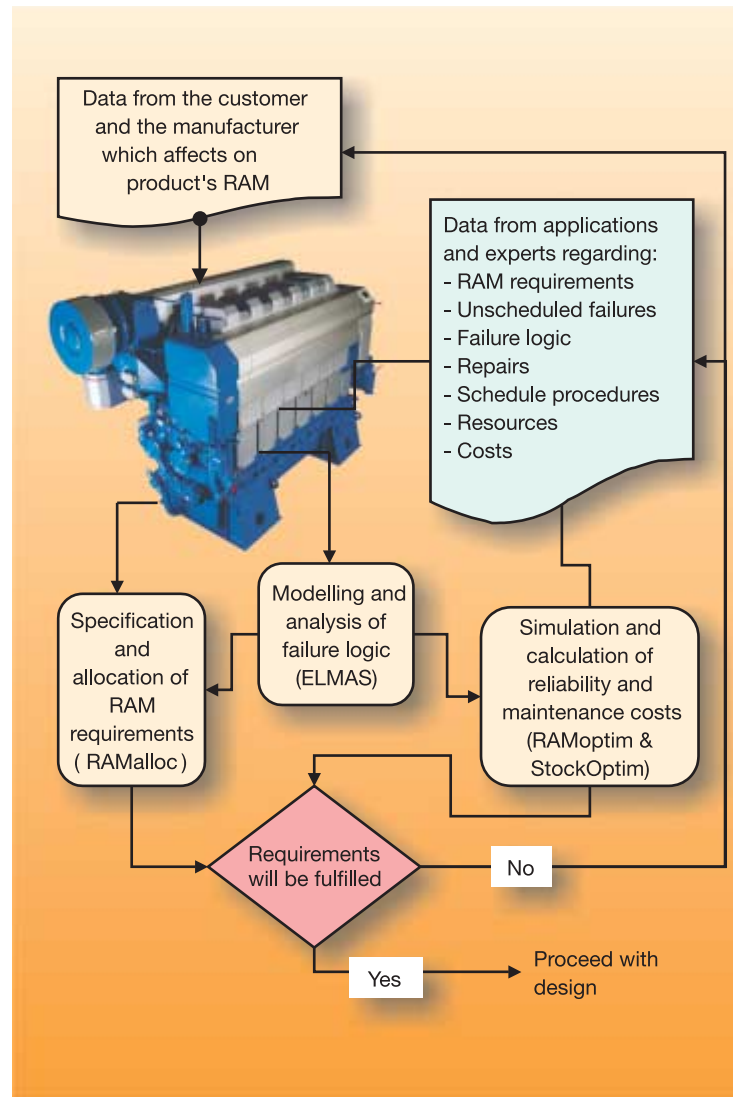 Data from the customer
and the manufacturer
which affects on
product's RAM
Data from applications
and experts regarding:
- RAM requirements
- Unscheduled failures
- Failure logic
- Repairs
- Schedule procedures
- Resources
- Costs
Specification
and
allocation of
RAM
requirements
( RAMalloc )
Modelling and
analysis of
failure logic
(ELMAS)
Simulation and
calculation of
reliability and
maintenance costs
(RAMoptim &
StockOptim)
Requirements
will be fulfilled
No
Yes
Proceed with
design